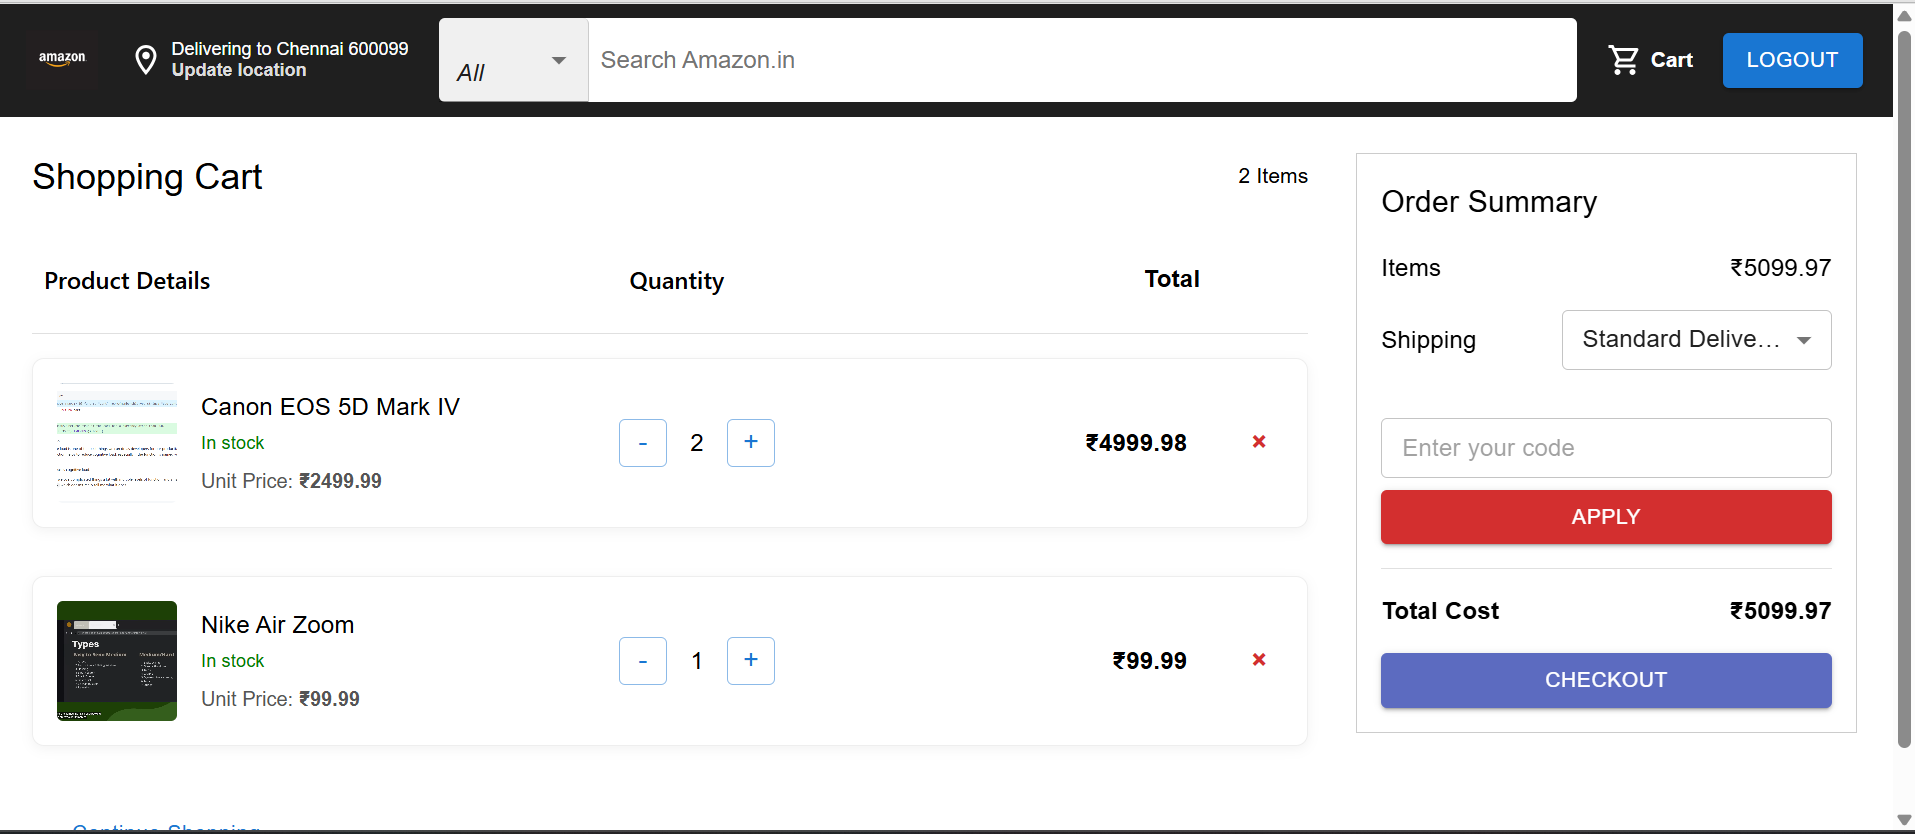 amazon
Delivering to Chennai 600099
Update location
All
Search Amazon.in
Cart
LOGOUT
Shopping Cart
2 Items
Product Details
Quantity
Total
Canon EOS 5D Mark IV
In stock
Unit Price: ₹2499.99
-
2
+
₹4999.98
×
Types
Nike Air Zoom
In stock
Unit Price: ₹99.99
-
1
+
₹99.99
×
Continue Shopping
Order Summary
Items
₹5099.97
Shipping
Standard Delive...
Enter your code
APPLY
Total Cost
₹5099.97
CHECKOUT